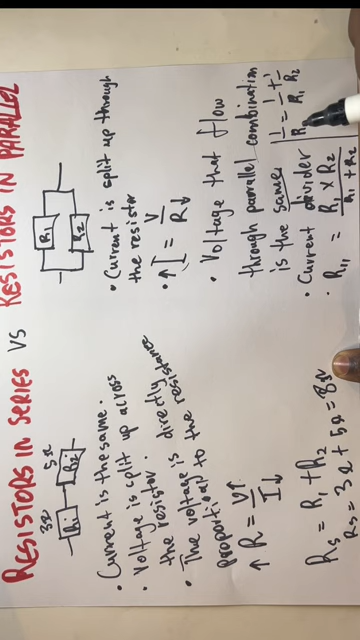 RESISTORS IN SERIES VS RESISTORS IN PARALLEL
3Ω 5Ω
R1 R2
• Current is the same.
• Voltage is split up across
the resistor.
• The voltage is directly
proportional to the resistance
↑ R = V↑
I↓
Rs = R1 + R2
Rs = 3Ω + 5Ω = 8Ω
R1
R2
• Current is split up through
the resistor
• ↑ I = V
R↓
• Voltage that flow
through parallel combination
is the same
• Current divider
1/R = 1/R1 + 1/R2
• R11 = R1 × R2
R1 + R2